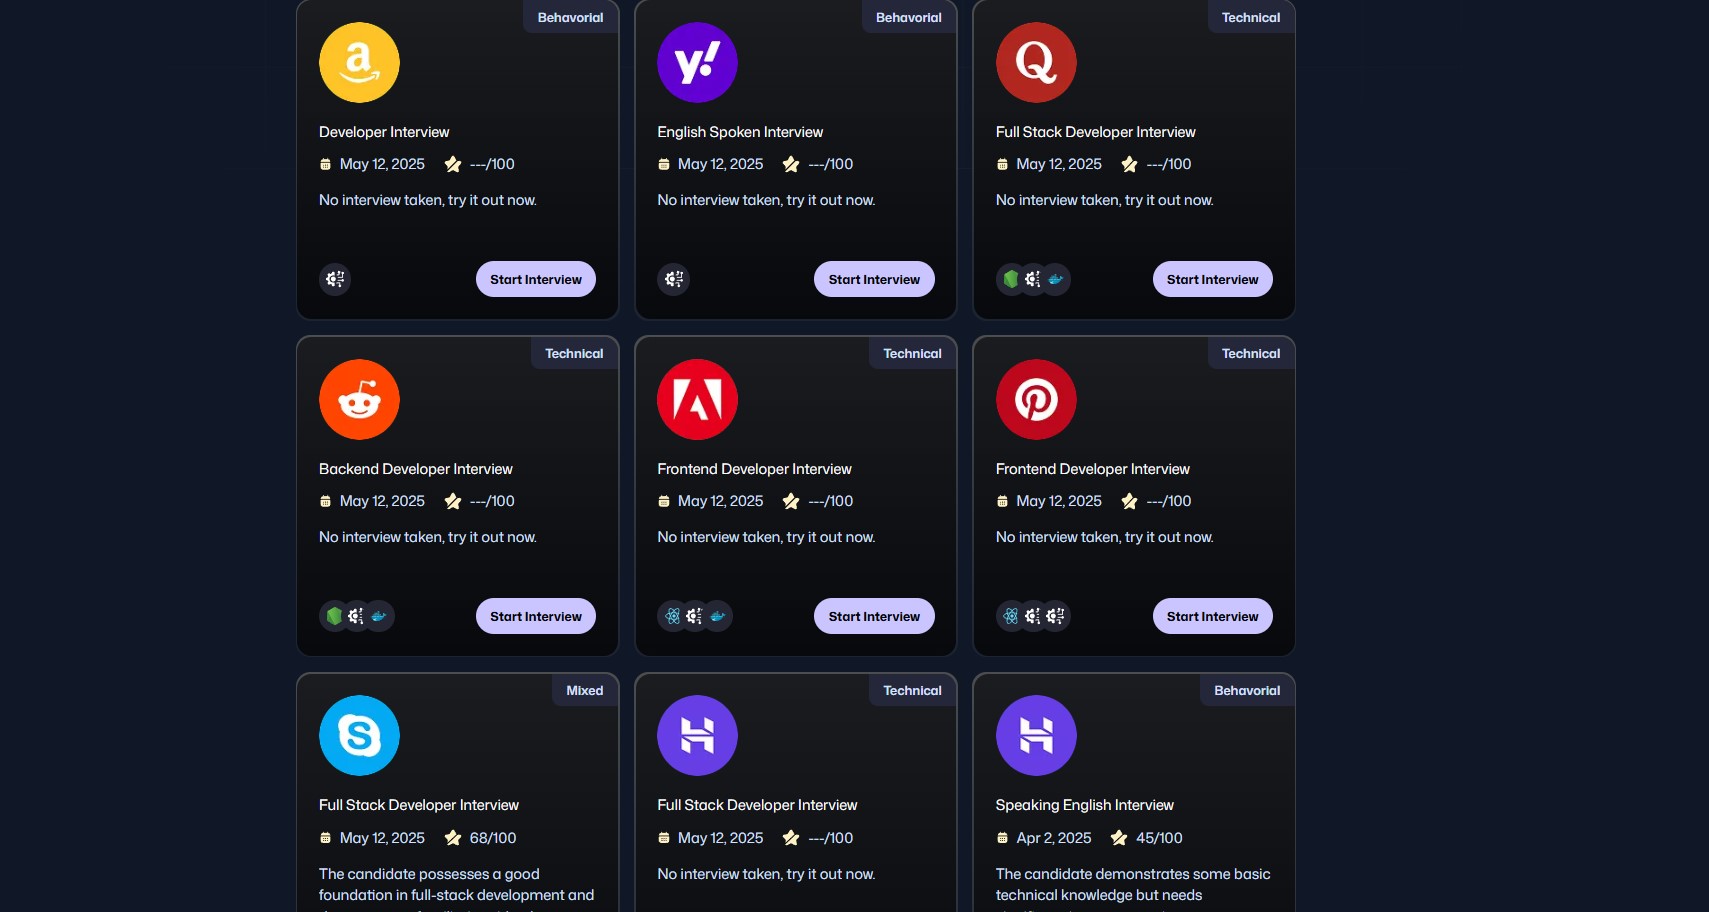 Behavorial
Developer Interview
May 12, 2025 ---/100
No interview taken, try it out now.
Start Interview
Behavorial
English Spoken Interview
May 12, 2025 ---/100
No interview taken, try it out now.
Start Interview
Technical
Full Stack Developer Interview
May 12, 2025 ---/100
No interview taken, try it out now.
Start Interview
Technical
Backend Developer Interview
May 12, 2025 ---/100
No interview taken, try it out now.
Start Interview
Technical
Frontend Developer Interview
May 12, 2025 ---/100
No interview taken, try it out now.
Start Interview
Technical
Frontend Developer Interview
May 12, 2025 ---/100
No interview taken, try it out now.
Start Interview
Mixed
Full Stack Developer Interview
May 12, 2025 68/100
The candidate possesses a good
foundation in full-stack development and
Technical
Full Stack Developer Interview
May 12, 2025 ---/100
No interview taken, try it out now.
Behavorial
Speaking English Interview
Apr 2, 2025 45/100
The candidate demonstrates some basic
technical knowledge but needs